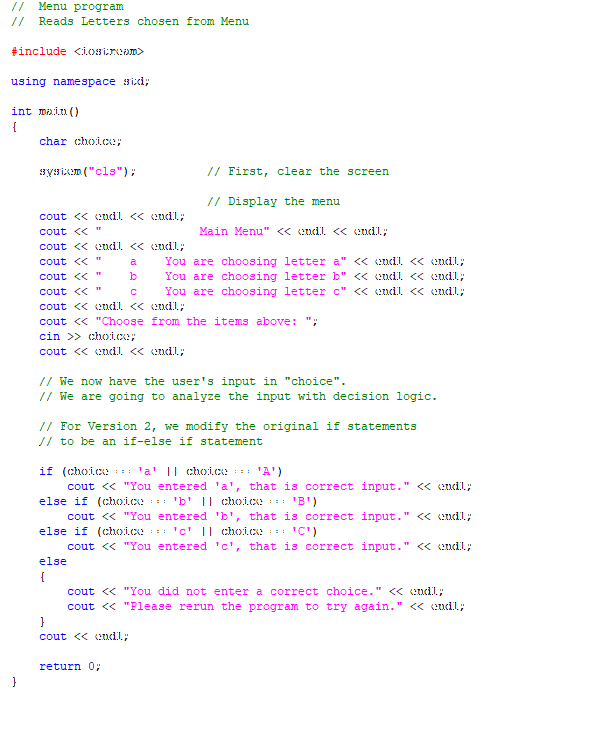 //  Menu program
//  Reads Letters chosen from Menu
#include <iostream>
using namespace std;
int main()
{
    char choice;
    system("cls");          // First, clear the screen
                            // Display the menu
    cout << endl << endl;
    cout << "              Main Menu" << endl << endl;
    cout << endl << endl;
    cout << "    a    You are choosing letter a" << endl << endl;
    cout << "    b    You are choosing letter b" << endl << endl;
    cout << "    c    You are choosing letter c" << endl << endl;
    cout << endl << endl;
    cout << "Choose from the items above: ";
    cin >> choice;
    cout << endl << endl;
    // We now have the user's input in "choice".
    // We are going to analyze the input with decision logic.
    // For Version 2, we modify the original if statements
    // to be an if-else if statement
    if (choice == 'a' || choice == 'A')
        cout << "You entered 'a', that is correct input." << endl;
    else if (choice == 'b' || choice == 'B')
        cout << "You entered 'b', that is correct input." << endl;
    else if (choice == 'c' || choice == 'C')
        cout << "You entered 'c', that is correct input." << endl;
    else
    {
        cout << "You did not enter a correct choice." << endl;
        cout << "Please rerun the program to try again." << endl;
    }
    cout << endl;
    return 0;
}